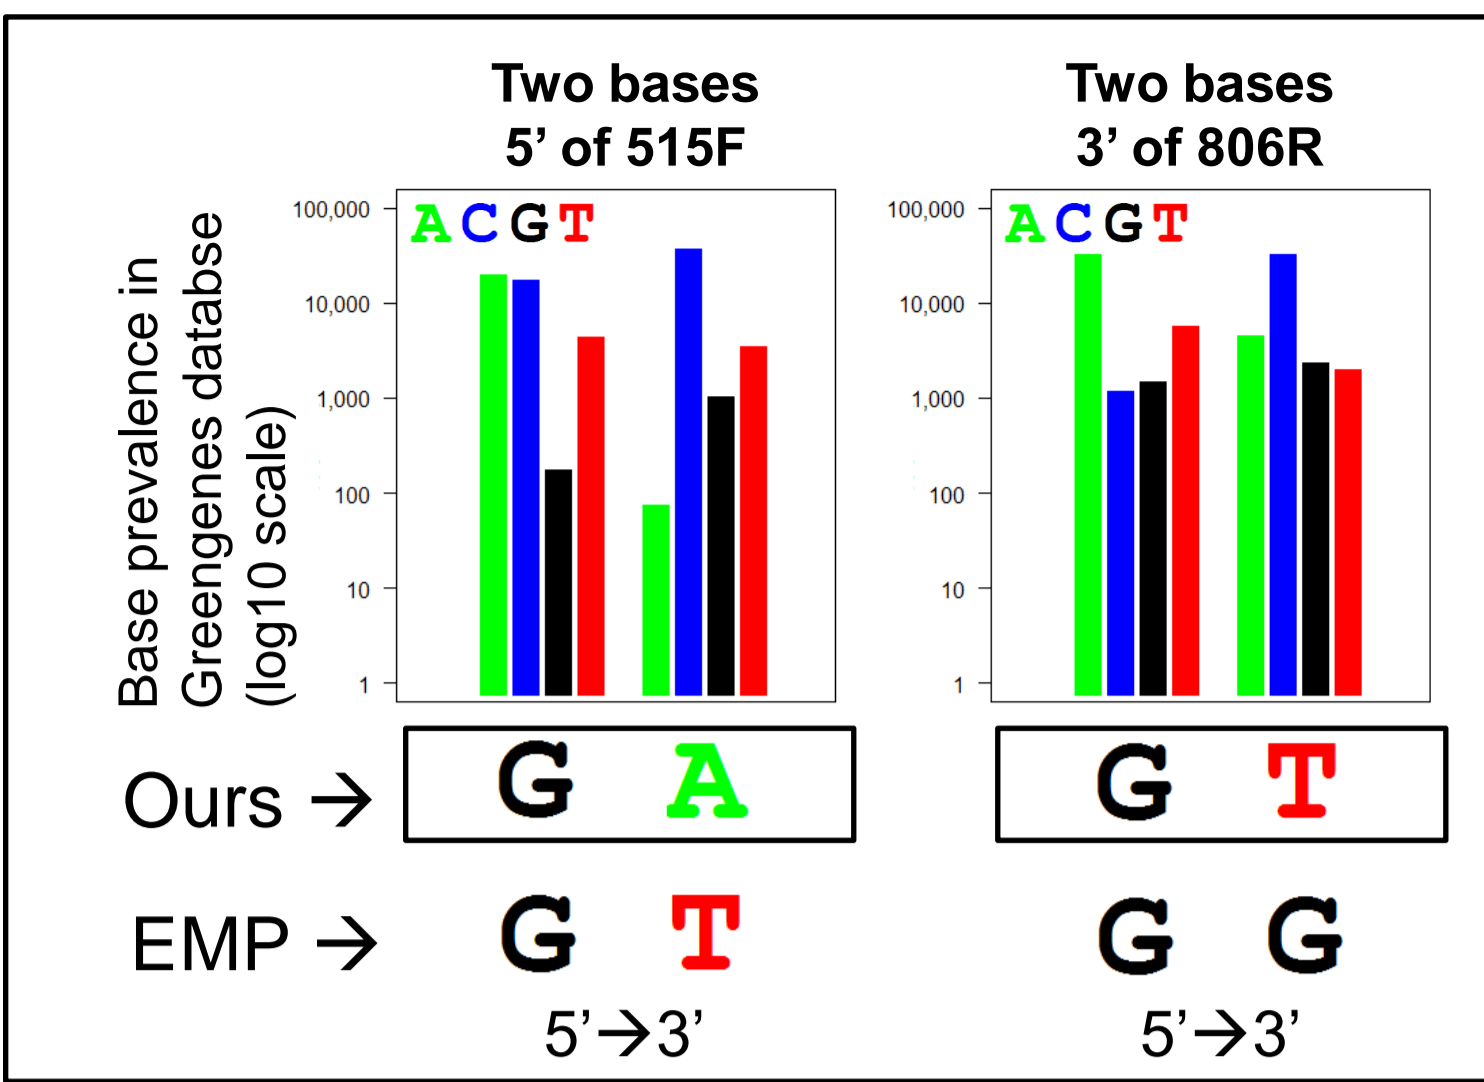 Two bases
5’ of 515F
Two bases
3’ of 806R
Base prevalence in
Greengenes databse
(log10 scale)
100,000
10,000
1,000
100
10
1
A C G T
100,000
10,000
1,000
100
10
1
A C G T
Ours → G A G T
EMP → G T G G
5’→3’ 5’→3’